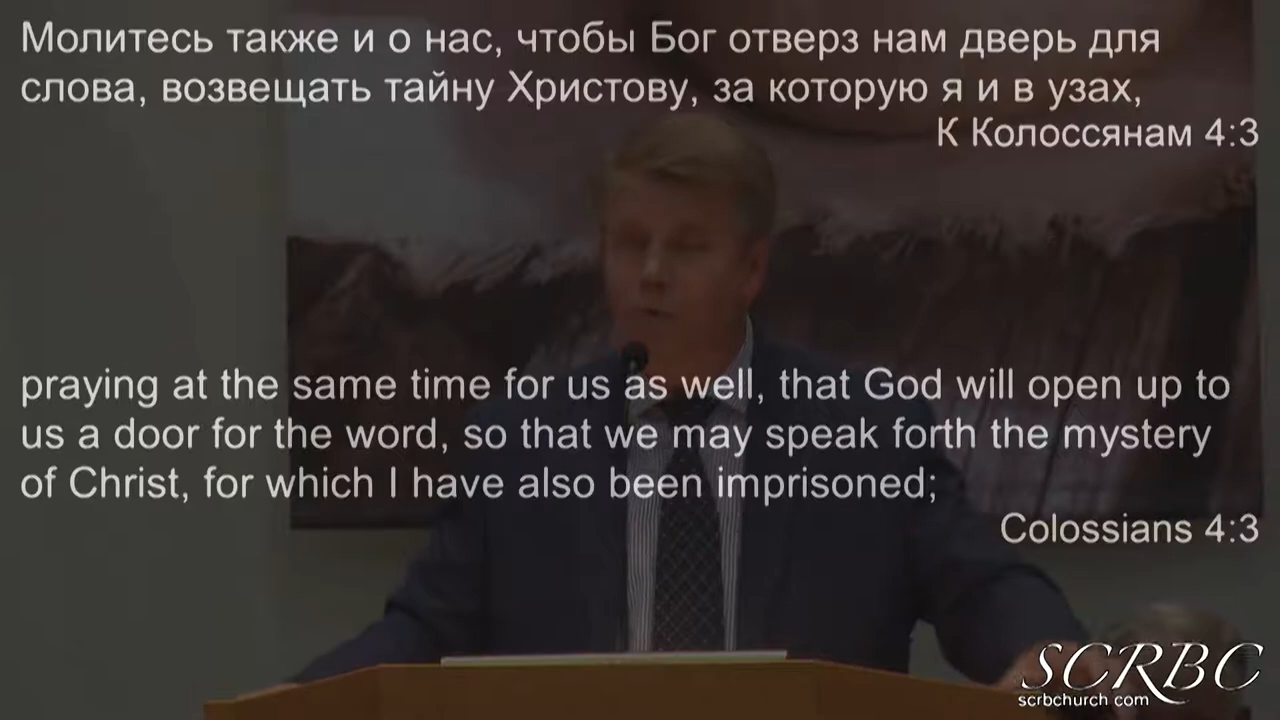 Молитесь также и о нас, чтобы Бог отверз нам дверь для
слова, возвещать тайну Христову, за которую я и в узах,
К Колоссянам 4:3
praying at the same time for us as well, that God will open up to
us a door for the word, so that we may speak forth the mystery
of Christ, for which I have also been imprisoned;
Colossians 4:3
SCRBC
scrbchurch com